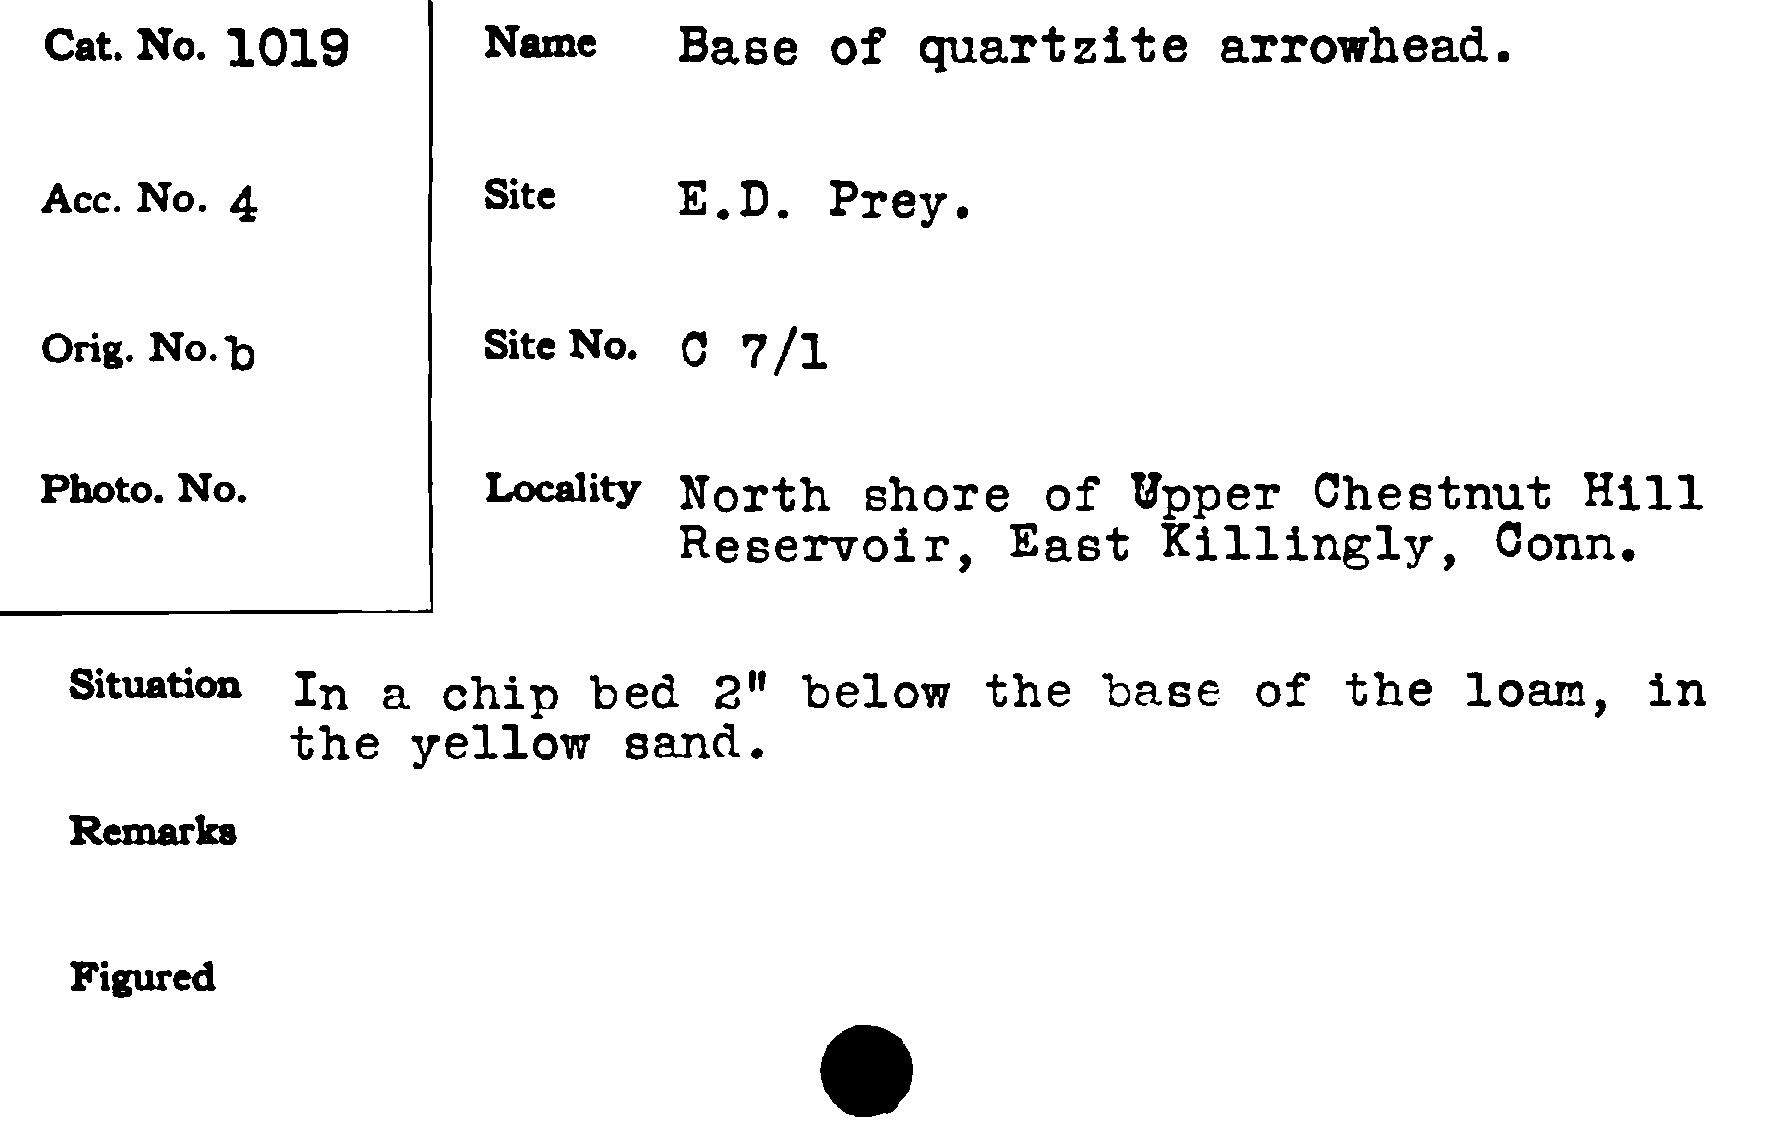 Cat. No. 1019
Name Base of quartzite arrowhead.
Acc. No. 4
Site E.D. Prey.
Orig. No. b
Site No. C 7/1
Photo. No.
Locality North shore of Upper Chestnut Hill
Reservoir, East Killingly, Conn.
Situation In a chip bed 2" below the base of the loam, in
the yellow sand.
Remarks
Figured